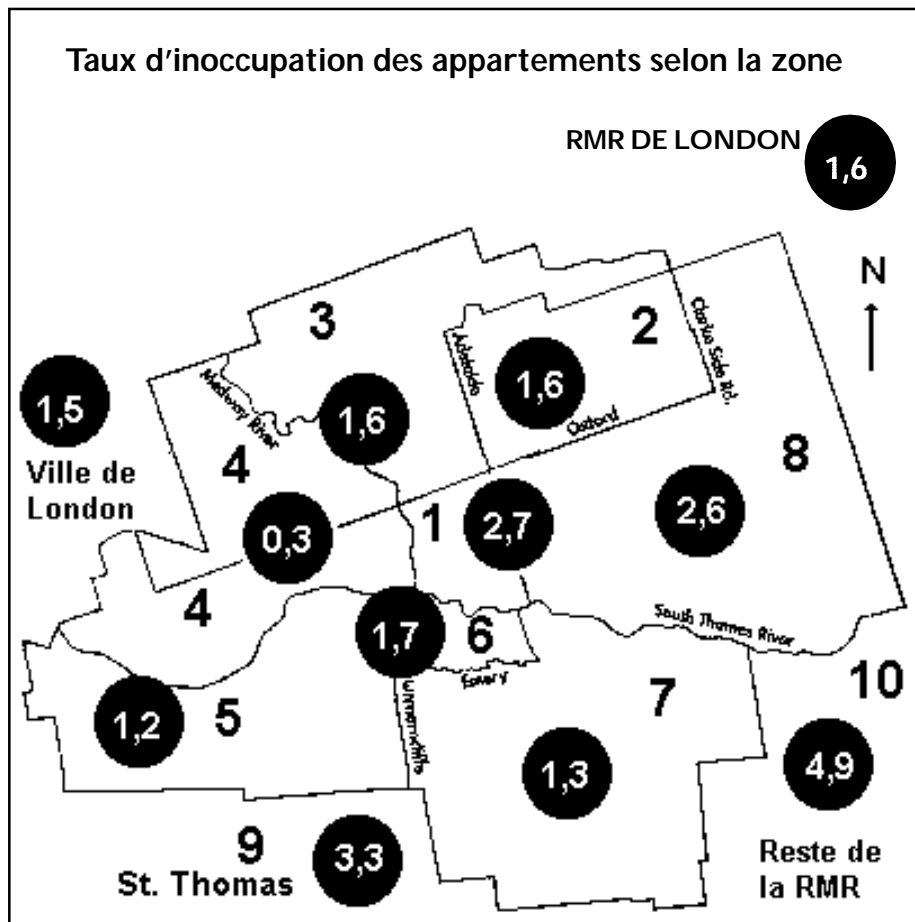 Taux d'inoccupation des appartements selon la zone
RMR DE LONDON
1,6
N
3
2
Adelaide
Clarke Side Rd.
1,5
Medway River
1,6
1,6
Oxford
Ville de
London
4
8
0,3
1
2,7
2,6
4
1,7
6
South Thames River
Emery
10
1,2
5
7
1,3
4,9
9
St. Thomas
3,3
Reste de
la RMR